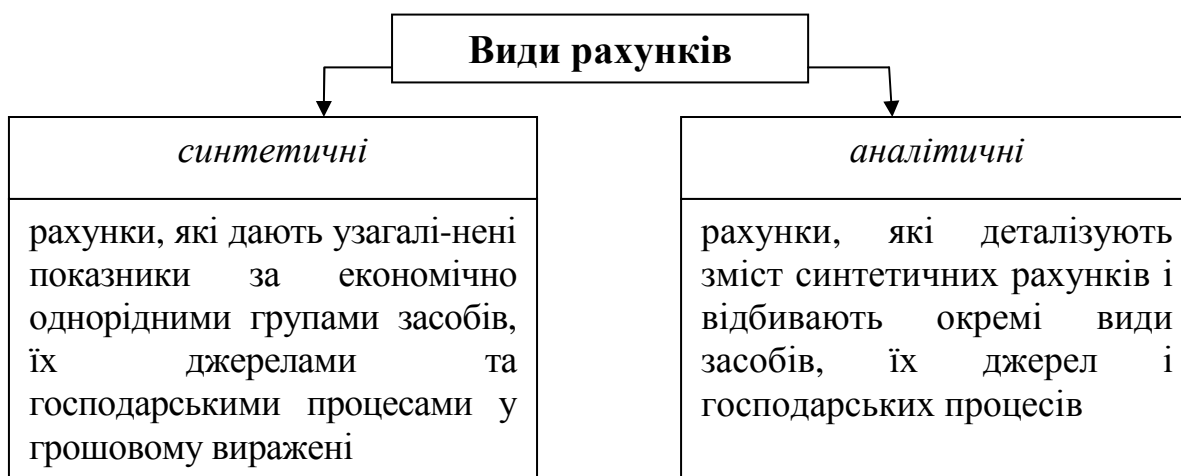 Види рахунків
синтетичні
рахунки, які дають узагалі-нені
показники за економічно
однорідними групами засобів,
їх джерелами та
господарськими процесами у
грошовому виражені
аналітичні
рахунки, які деталізують
зміст синтетичних рахунків і
відбивають окремі види
засобів, їх джерел і
господарських процесів